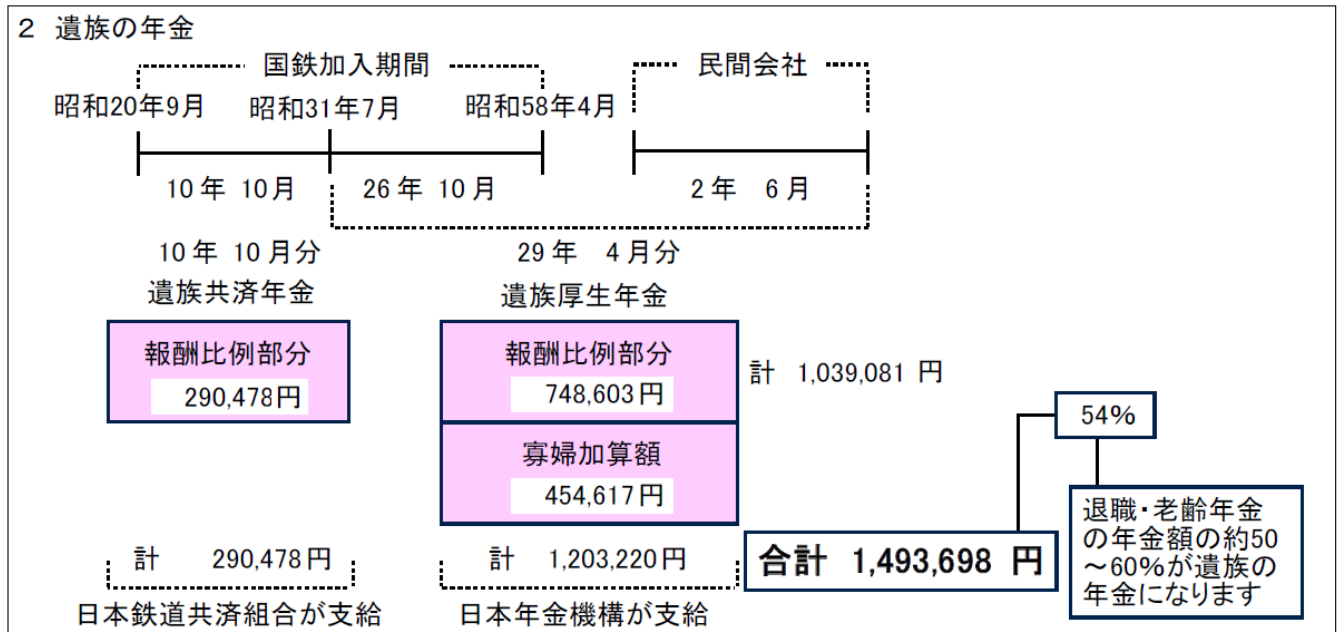 2 遺族の年金
国鉄加入期間
民間会社
昭和20年9月
昭和31年7月
昭和58年4月
10年 10月
26年 10月
2年 6月
10年 10月分
29年 4月分
遺族共済年金
遺族厚生年金
報酬比例部分
290,478円
報酬比例部分
748,603円
計 1,039,081 円
54%
寡婦加算額
454,617円
退職・老齢年金
の年金額の約50
～60%が遺族の
年金になります
計 290,478円
計 1,203,220円
合計 1,493,698 円
日本鉄道共済組合が支給
日本年金機構が支給